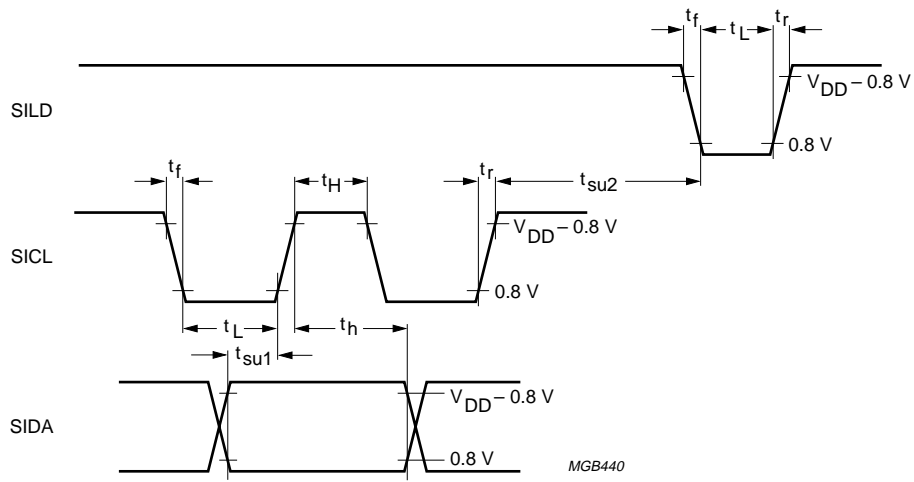 tf tL tr
SILD
VDD – 0.8 V
0.8 V
tf tH tr tsu2
SICL
VDD – 0.8 V
0.8 V
tL th
tsu1
SIDA
VDD – 0.8 V
0.8 V
MGB440